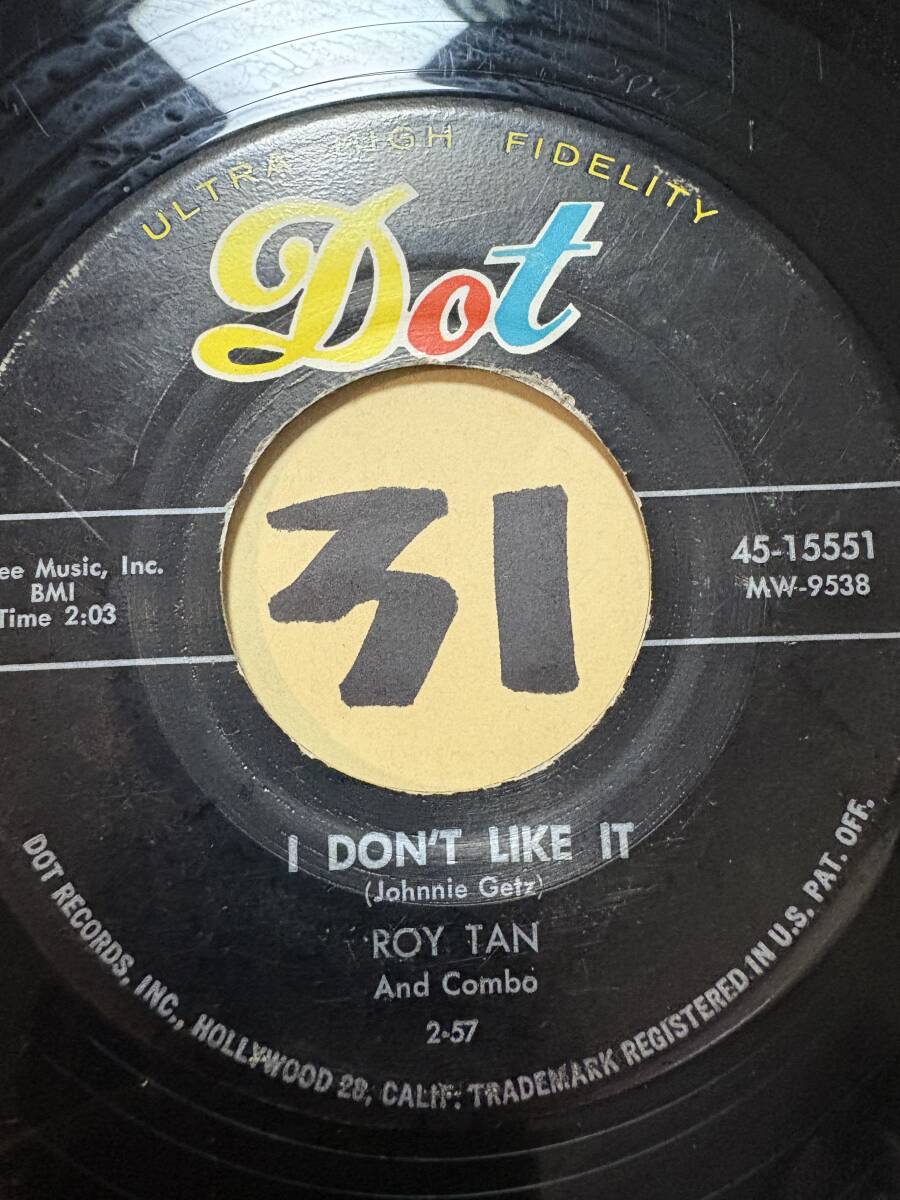 ULTRA HIGH FIDELITY
Dot
ee Music, Inc.
BMI
Time 2:03
31
45-15551
MW-9538
I DON'T LIKE IT
(Johnnie Getz)
ROY TAN
And Combo
2-57
DOT RECORDS, INC., HOLLYWOOD 28, CALIF: TRADEMARK REGISTERED IN U.S. PAT. OFF.